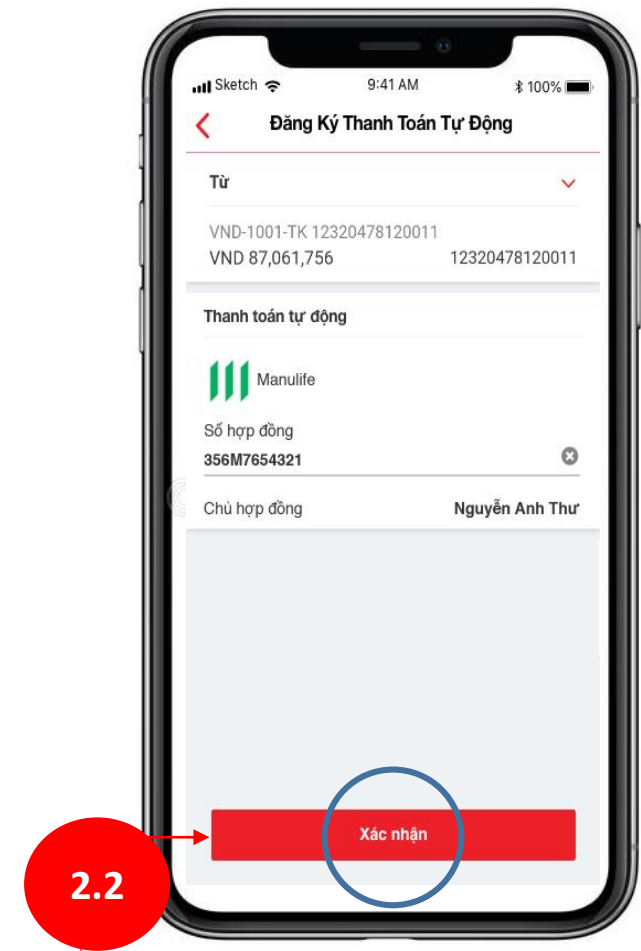 Sketch 9:41 AM 100%
Đăng Ký Thanh Toán Tự Động
Từ
VND-1001-TK 12320478120011
VND 87,061,756 12320478120011
Thanh toán tự động
Manulife
Số hợp đồng
356M7654321
Chủ hợp đồng Nguyễn Anh Thư
Xác nhận
2.2